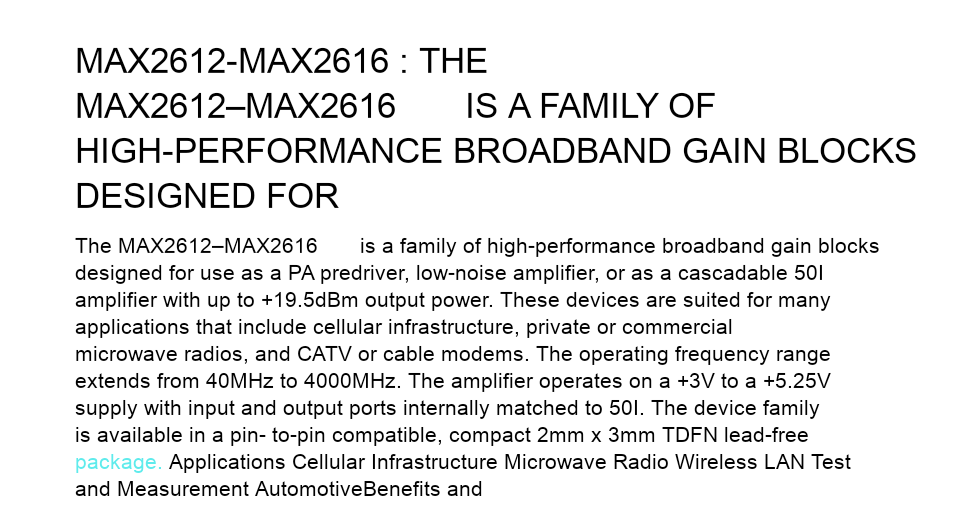 MAX2612-MAX2616 : THE
MAX2612–MAX2616 IS A FAMILY OF
HIGH-PERFORMANCE BROADBAND GAIN BLOCKS
DESIGNED FOR
The MAX2612–MAX2616 is a family of high-performance broadband gain blocks
designed for use as a PA predriver, low-noise amplifier, or as a cascadable 50I
amplifier with up to +19.5dBm output power. These devices are suited for many
applications that include cellular infrastructure, private or commercial
microwave radios, and CATV or cable modems. The operating frequency range
extends from 40MHz to 4000MHz. The amplifier operates on a +3V to a +5.25V
supply with input and output ports internally matched to 50I. The device family
is available in a pin- to-pin compatible, compact 2mm x 3mm TDFN lead-free
package. Applications Cellular Infrastructure Microwave Radio Wireless LAN Test
and Measurement AutomotiveBenefits and